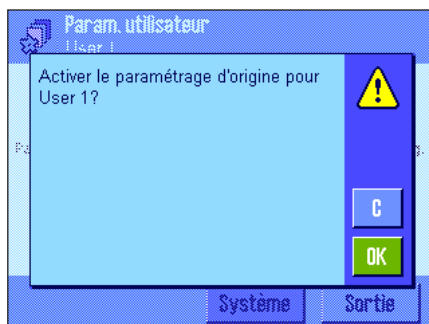 Param. utilisateur
User 1
Activer le paramétrage d'origine pour
User 1?
C
OK
Système
Sortie